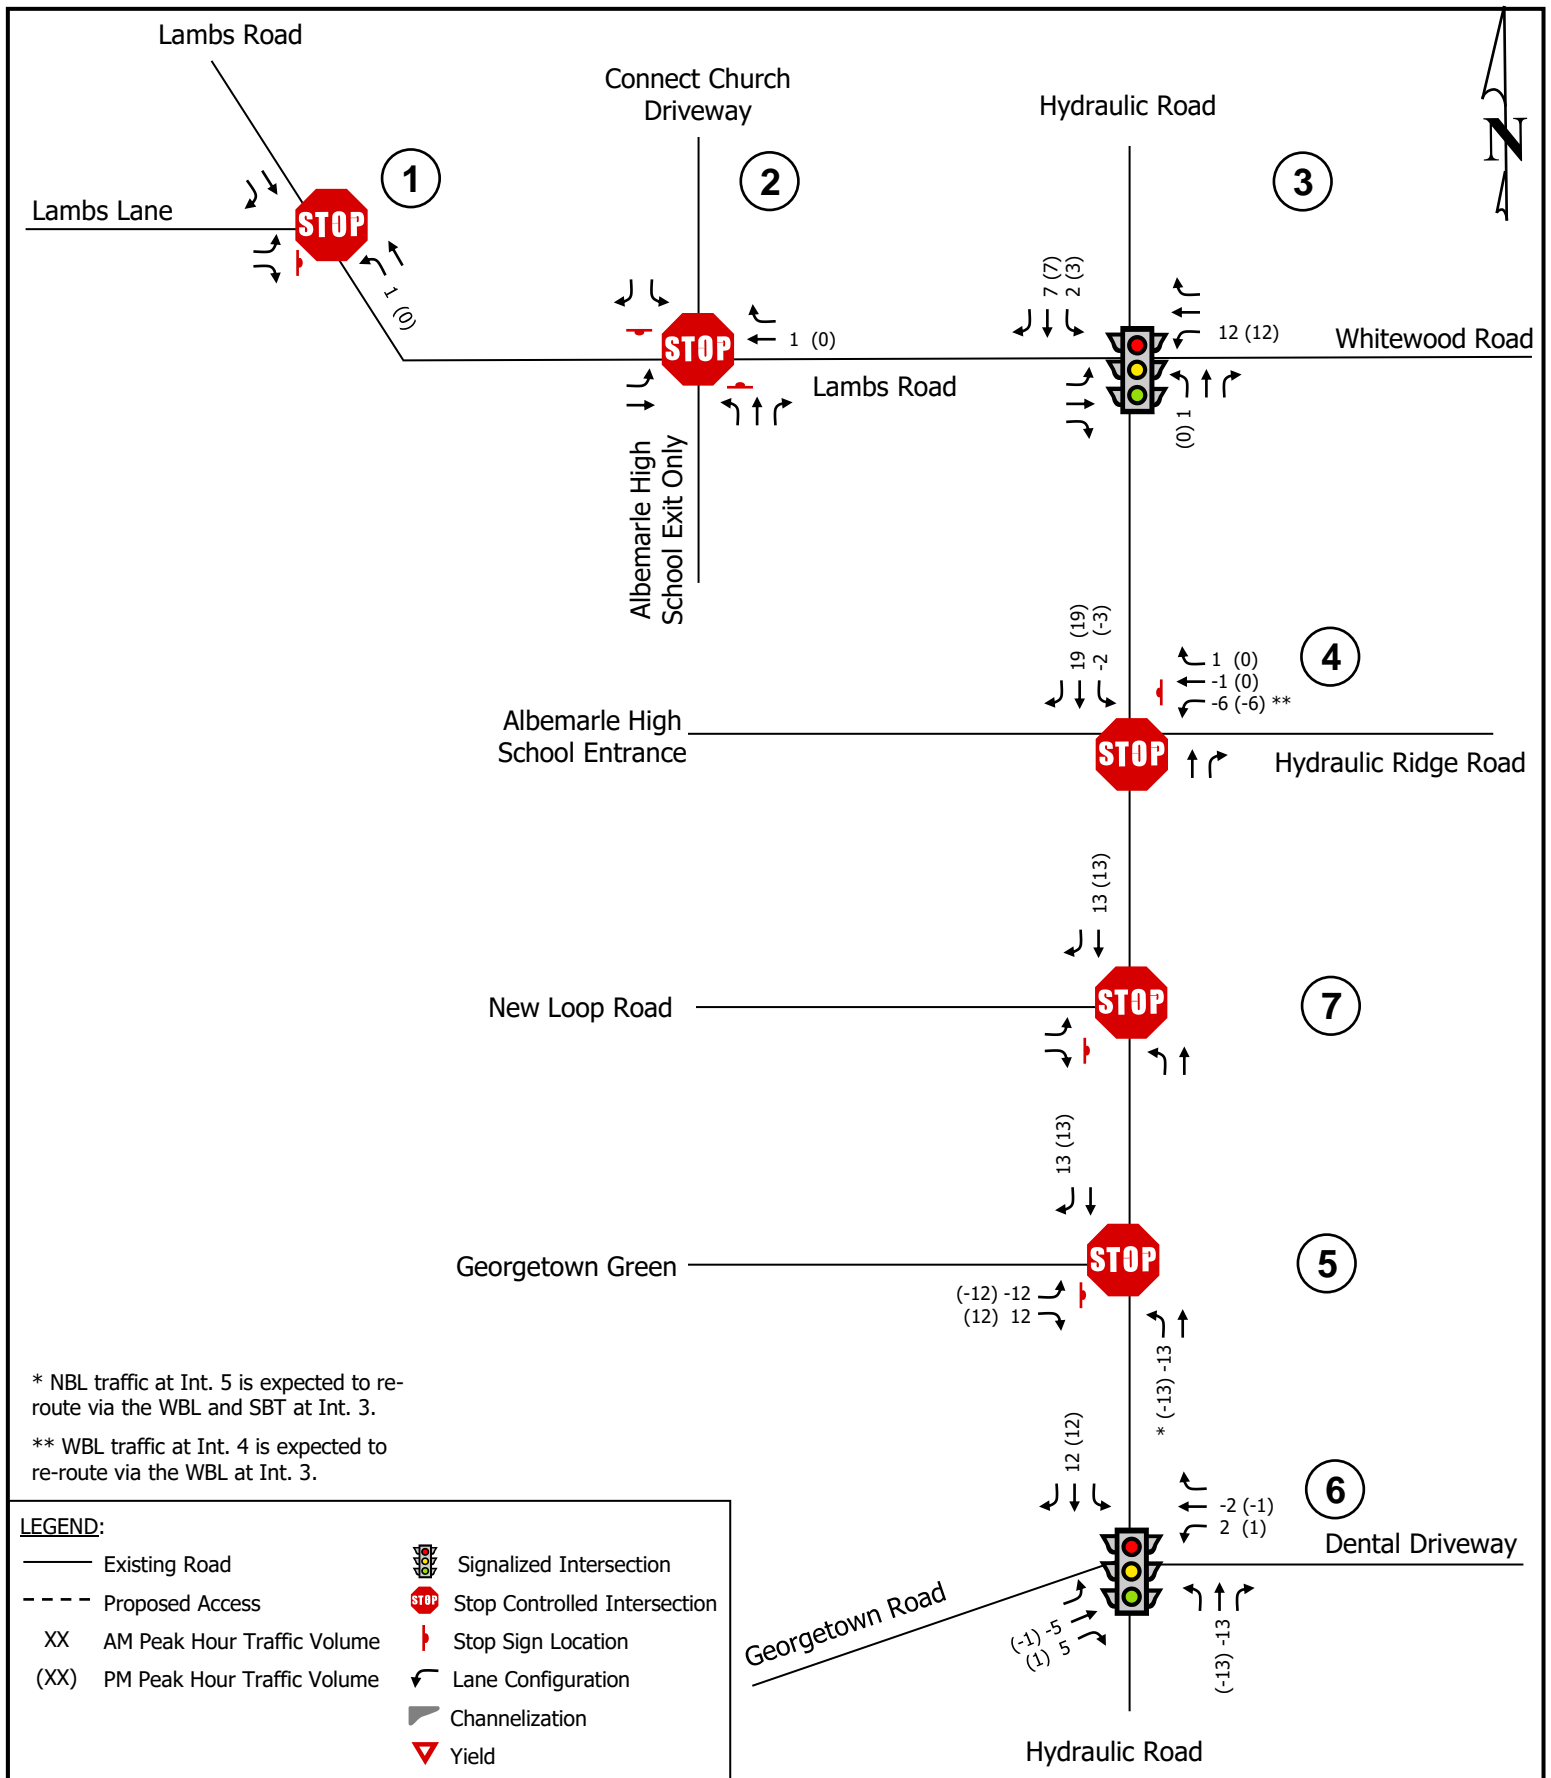 Lambs Road
Connect Church
Driveway
Hydraulic Road
N
1
2
3
Lambs Lane
STOP
1 (0)
STOP
1 (0)
7 (7)
2 (3)
12 (12)
Whitewood Road
Lambs Road
(0) 1
Albemarle High
School Exit Only
19 (19)
-2 (-3)
1 (0)
-1 (0)
-6 (-6) **
4
Albemarle High
School Entrance
STOP
Hydraulic Ridge Road
13 (13)
New Loop Road
STOP
7
13 (13)
Georgetown Green
STOP
5
(-12) -12
(12) 12
* (-13) -13
* NBL traffic at Int. 5 is expected to re-
route via the WBL and SBT at Int. 3.
** WBL traffic at Int. 4 is expected to
re-route via the WBL at Int. 3.
12 (12)
6
-2 (-1)
2 (1)
Dental Driveway
Georgetown Road
(-1) -5
(1) 5
(-13) -13
Hydraulic Road
LEGEND:
Existing Road
Signalized Intersection
Proposed Access
STOP
Stop Controlled Intersection
XX AM Peak Hour Traffic Volume
Stop Sign Location
(XX) PM Peak Hour Traffic Volume
Lane Configuration
Channelization
Yield